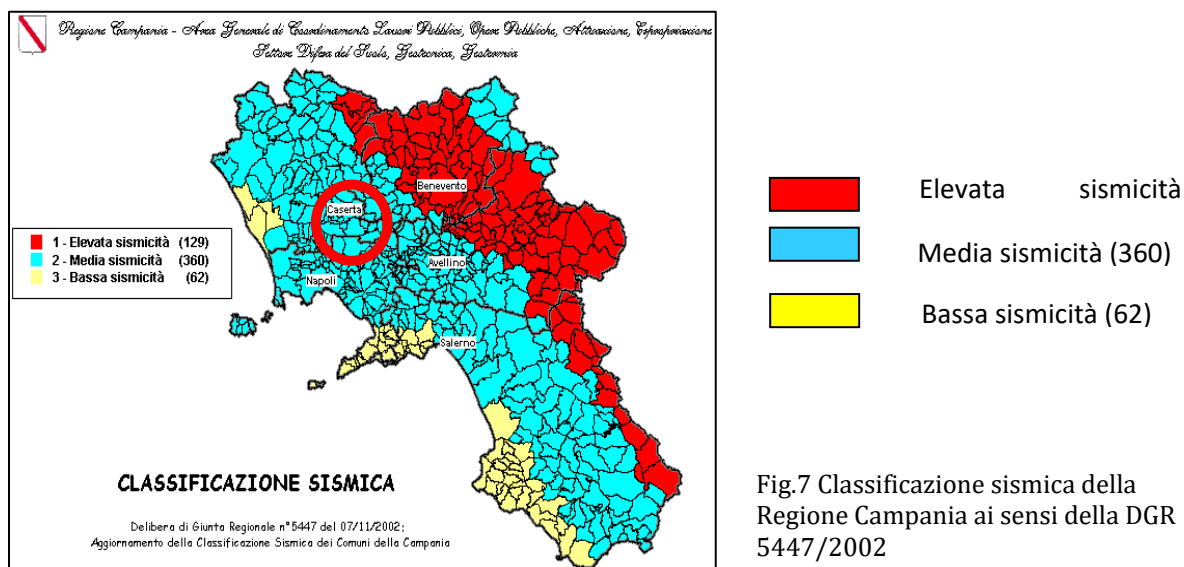 Regione Campania - Area Generale di Coordinamento Lavori Pubblici, Opere Pubbliche, Attuazione, Espropriazione
Settore Difesa del Suolo, Geotecnica, Geotermia
Benevento
Caserta
1 - Elevata sismicità (129)
2 - Media sismicità (360)
3 - Bassa sismicità (62)
Avellino
Napoli
Salerno
CLASSIFICAZIONE SISMICA
Delibera di Giunta Regionale n°5447 del 07/11/2002;
Aggiornamento della Classificazione Sismica dei Comuni della Campania
Elevata sismicità
Media sismicità (360)
Bassa sismicità (62)
Fig.7 Classificazione sismica della
Regione Campania ai sensi della DGR
5447/2002